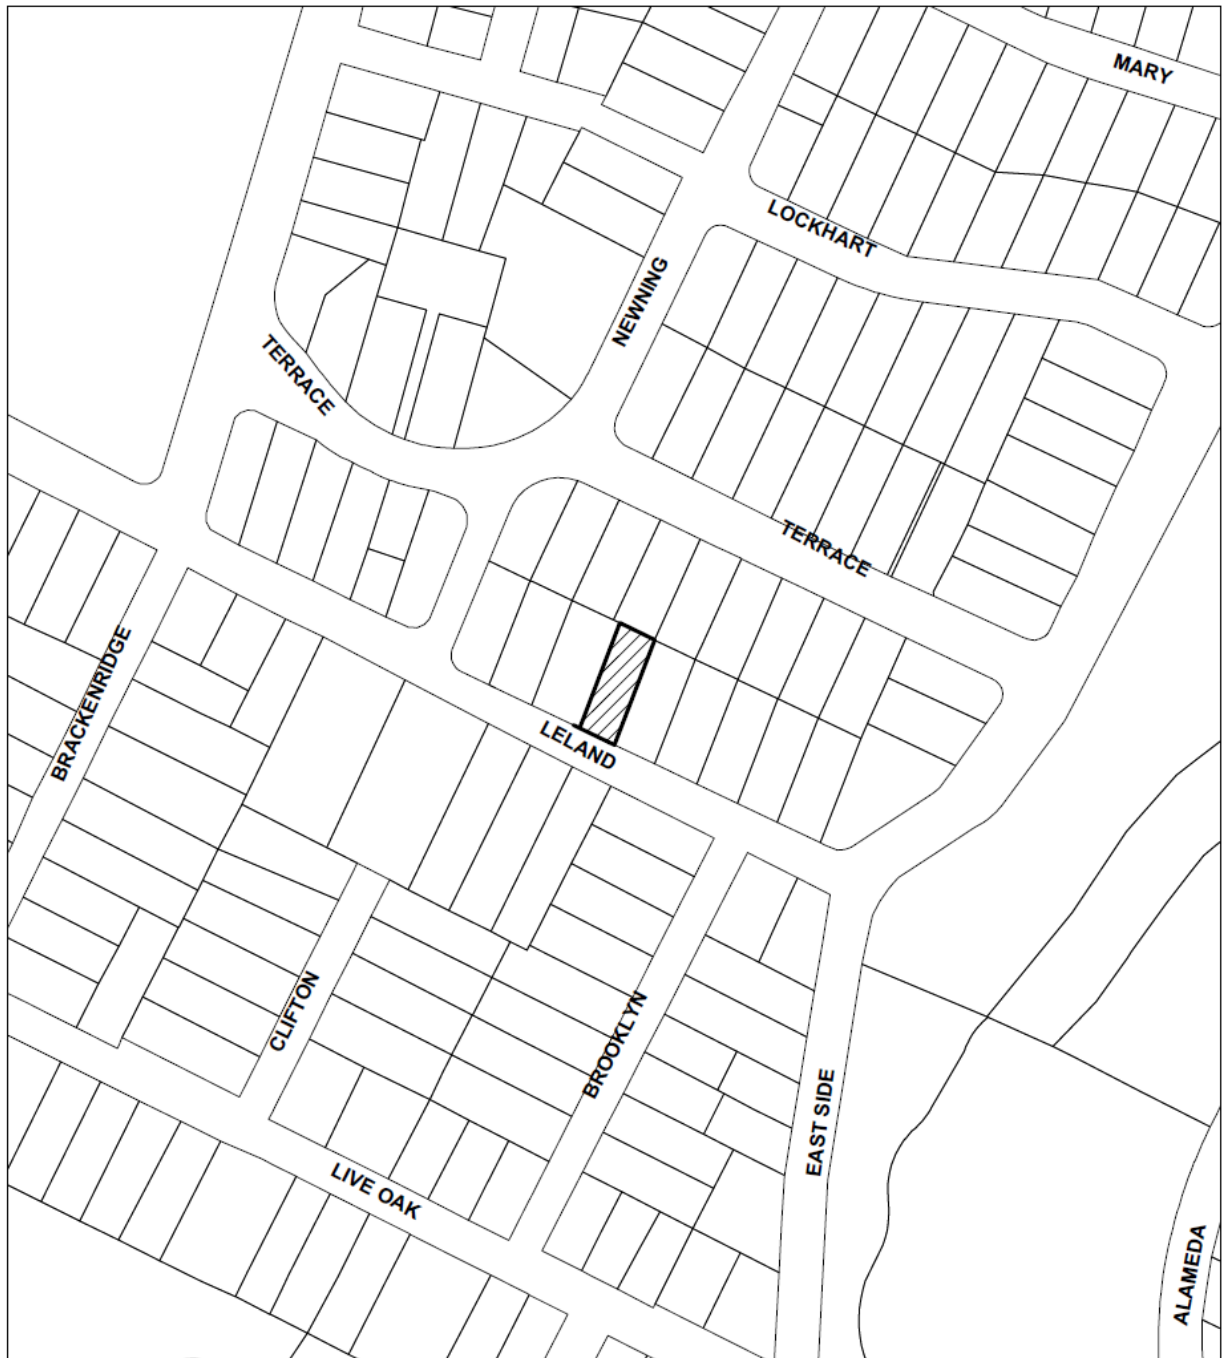 MARY
LOCKHART
NEWNING
TERRACE
TERRACE
BRACKENRIDGE
LELAND
CLIFTON
BROOKLYN
EAST SIDE
LIVE OAK
ALAMEDA